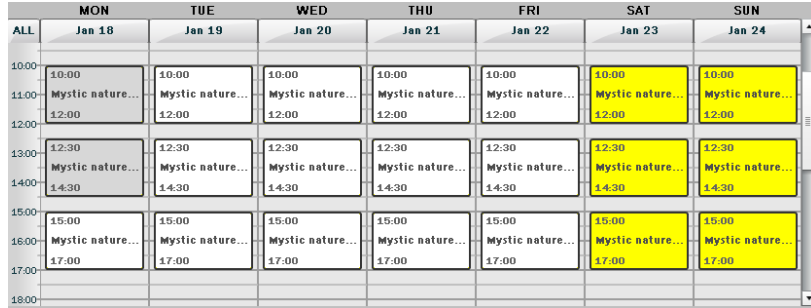 MON TUE WED THU FRI SAT SUN
ALL Jan 18 Jan 19 Jan 20 Jan 21 Jan 22 Jan 23 Jan 24
10:00 10:00 10:00 10:00 10:00 10:00 10:00 10:00
11:00 Mystic nature... Mystic nature... Mystic nature... Mystic nature... Mystic nature... Mystic nature... Mystic nature...
12:00 12:00 12:00 12:00 12:00 12:00 12:00 12:00
13:00 12:30 12:30 12:30 12:30 12:30 12:30 12:30
Mystic nature... Mystic nature... Mystic nature... Mystic nature... Mystic nature... Mystic nature... Mystic nature...
14:00 14:30 14:30 14:30 14:30 14:30 14:30 14:30
15:00 15:00 15:00 15:00 15:00 15:00 15:00 15:00
16:00 Mystic nature... Mystic nature... Mystic nature... Mystic nature... Mystic nature... Mystic nature... Mystic nature...
17:00 17:00 17:00 17:00 17:00 17:00 17:00 17:00
18:00